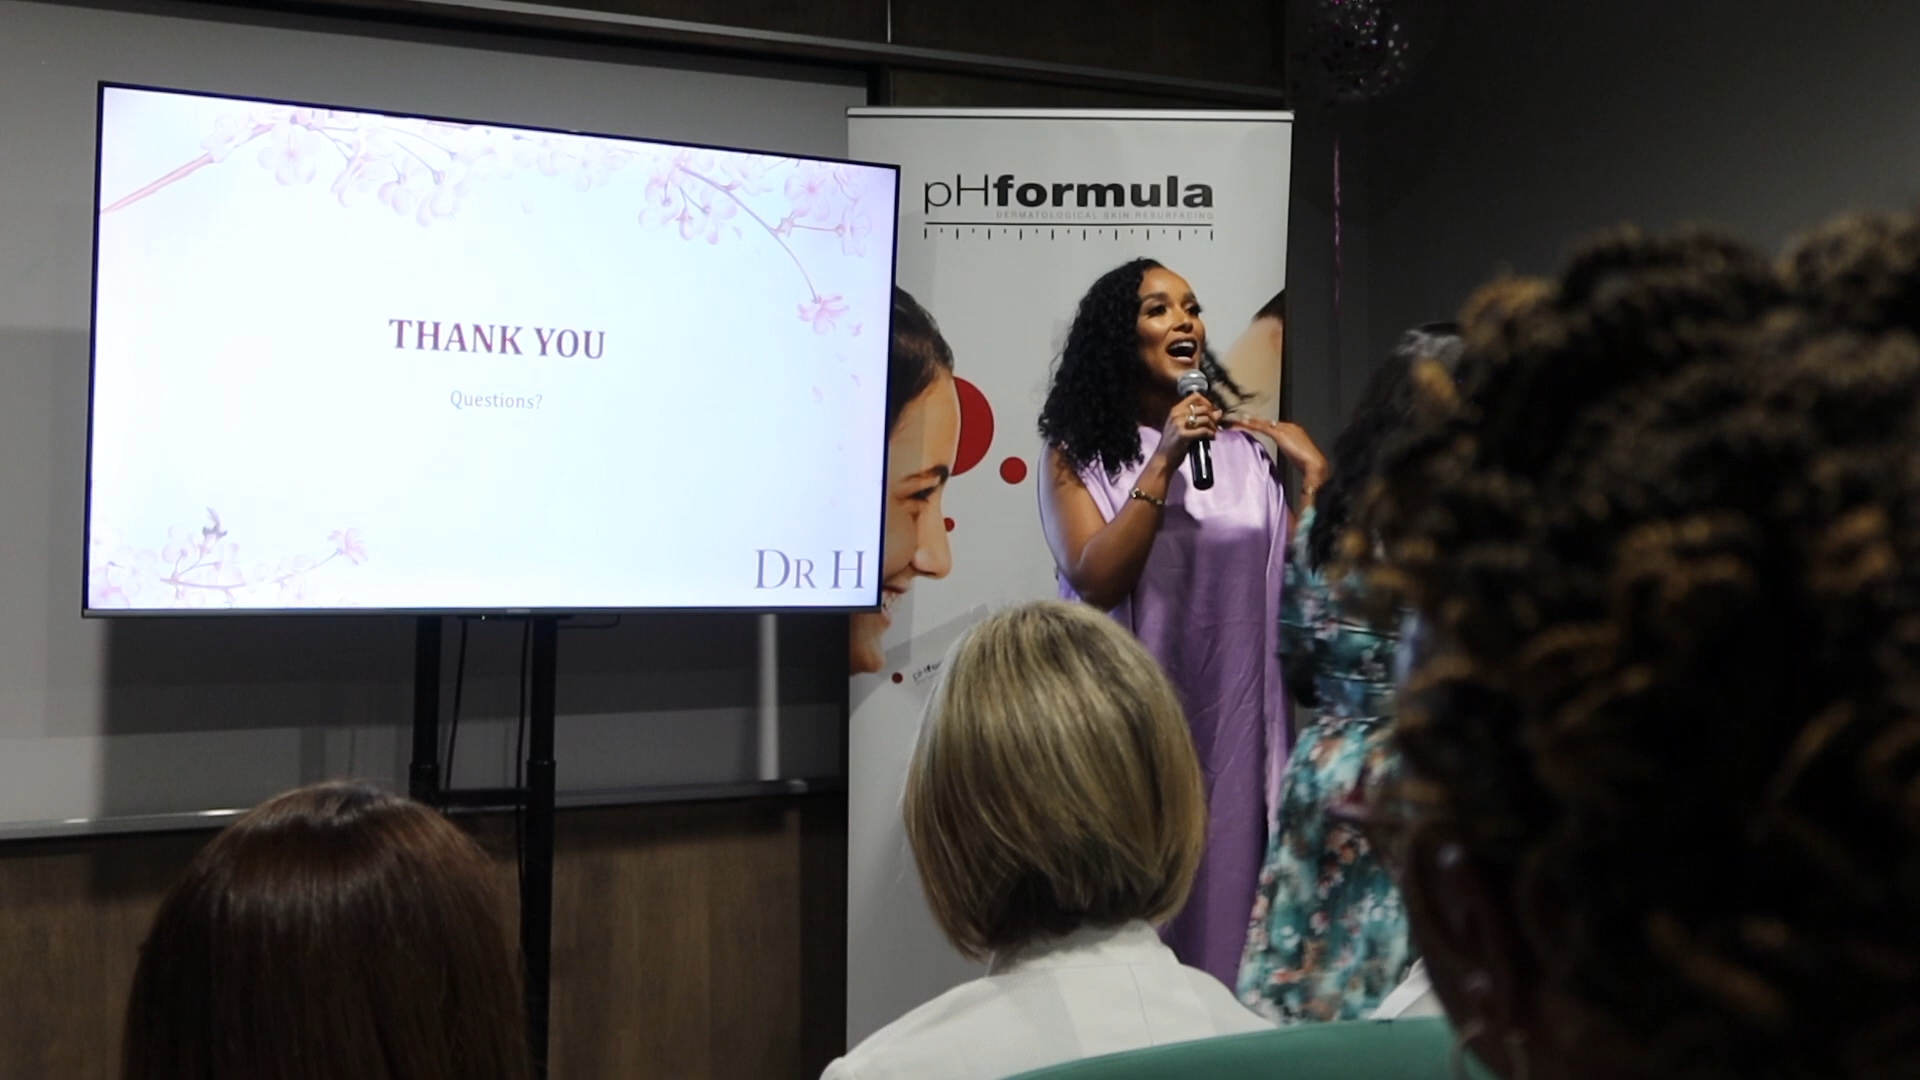 THANK YOU
Questions?
DR H
pHformula
DERMATOLOGICAL SKIN RESURFACING